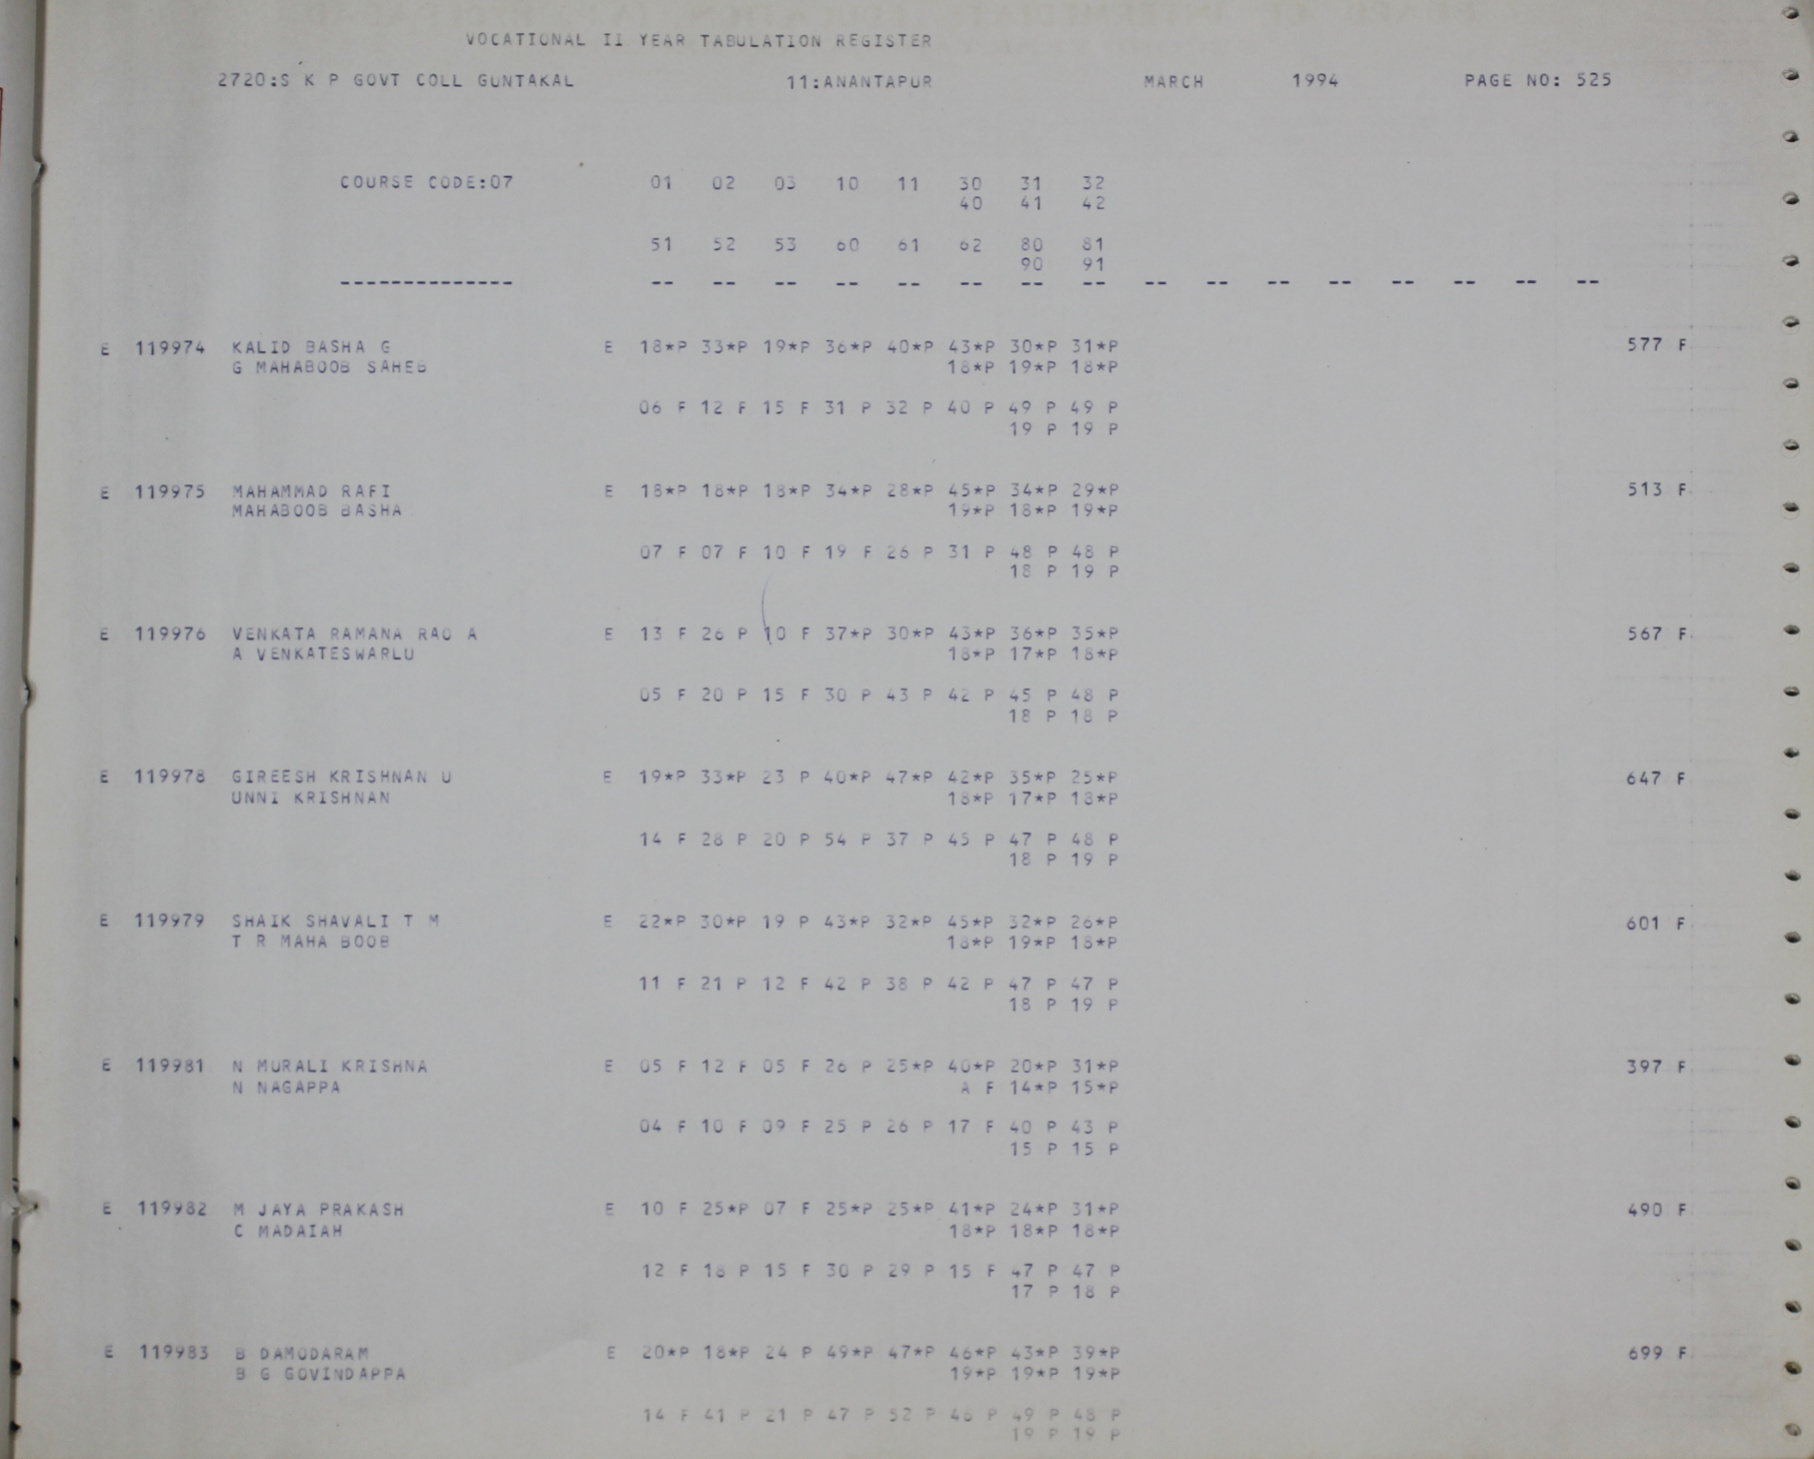 VOCATIONAL II YEAR TABULATION REGISTER
2720:S K P GOVT COLL GUNTAKAL 11:ANANTAPUR MARCH 1994 PAGE NO: 525
COURSE CODE:07 01 02 03 10 11 30 31 32
40 41 42
51 52 53 60 61 62 80 81
90 91
-------------- -- -- -- -- -- -- -- -- -- -- -- -- -- -- -- --
E 119974 KALID BASHA G E 18*P 33*P 19*P 36*P 40*P 43*P 30*P 31*P 577 F
G MAHABOOB SAHEB 18*P 19*P 18*P
06 F 12 F 15 F 31 P 32 P 40 P 49 P 49 P
19 P 19 P
E 119975 MAHAMMAD RAFI E 18*P 18*P 18*P 34*P 28*P 45*P 34*P 29*P 513 F
MAHABOOB BASHA 19*P 18*P 19*P
07 F 07 F 10 F 19 F 26 P 31 P 48 P 48 P
18 P 19 P
E 119976 VENKATA RAMANA RAO A E 13 F 26 P 10 F 37*P 30*P 43*P 36*P 35*P 567 F
A VENKATESWARLU 18*P 17*P 18*P
05 F 20 P 15 F 30 P 43 P 42 P 45 P 48 P
18 P 18 P
E 119978 GIREESH KRISHNAN U E 19*P 33*P 23 P 40*P 47*P 42*P 35*P 25*P 647 F
UNNI KRISHNAN 18*P 17*P 18*P
14 F 28 P 20 P 54 P 37 P 45 P 47 P 48 P
18 P 19 P
E 119979 SHAIK SHAVALI T M E 22*P 30*P 19 P 43*P 32*P 45*P 32*P 26*P 601 F
T R MAHA BOOB 18*P 19*P 18*P
11 F 21 P 12 F 42 P 38 P 42 P 47 P 47 P
18 P 19 P
E 119981 N MURALI KRISHNA E 05 F 12 F 05 F 26 P 25*P 40*P 20*P 31*P 397 F
N NAGAPPA A F 14*P 15*P
04 F 10 F 09 F 25 P 26 P 17 F 40 P 43 P
15 P 15 P
E 119982 M JAYA PRAKASH E 10 F 25*P 07 F 25*P 25*P 41*P 24*P 31*P 490 F
C MADAIAH 18*P 18*P 18*P
12 F 18 P 15 F 30 P 29 P 15 F 47 P 47 P
17 P 18 P
E 119983 B DAMODARAM E 20*P 18*P 24 P 49*P 47*P 46*P 43*P 39*P 699 F
B G GOVINDAPPA 19*P 19*P 19*P
14 F 41 P 21 P 47 P 52 P 46 P 49 P 48 P
19 P 19 P